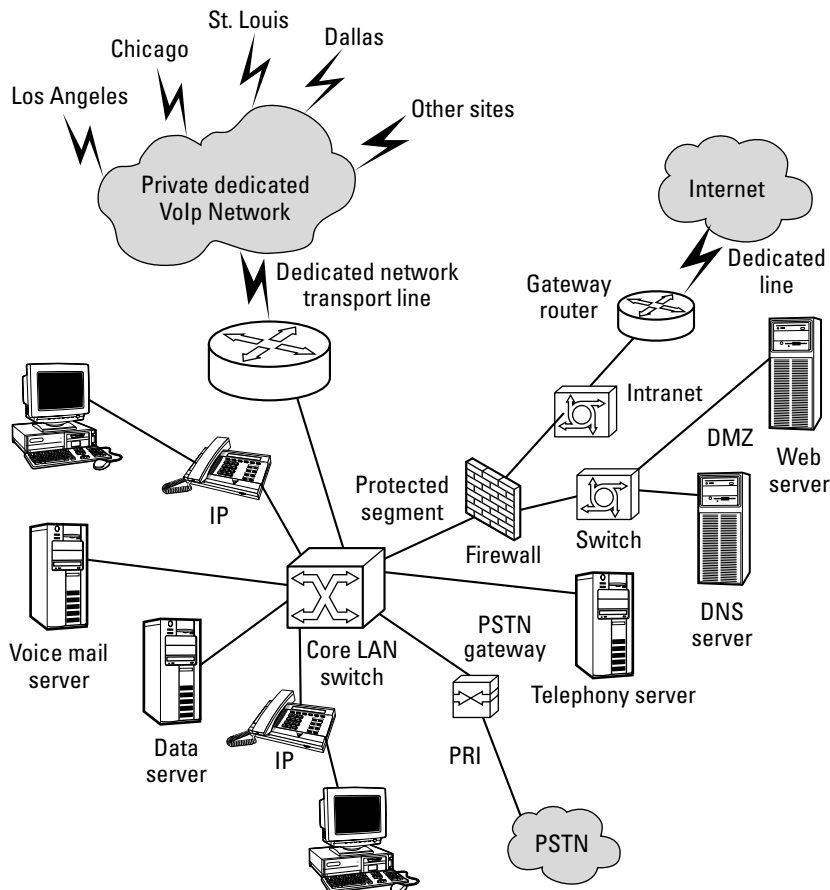 St. Louis
Chicago
Dallas
Los Angeles
Other sites
Private dedicated
VoIp Network
Internet
Dedicated network
transport line
Dedicated
line
Gateway
router
Intranet
DMZ
Web
server
IP
Protected
segment
Firewall
Switch
DNS
server
Voice mail
server
Core LAN
switch
PSTN
gateway
Telephony server
Data
server
IP
PRI
PSTN